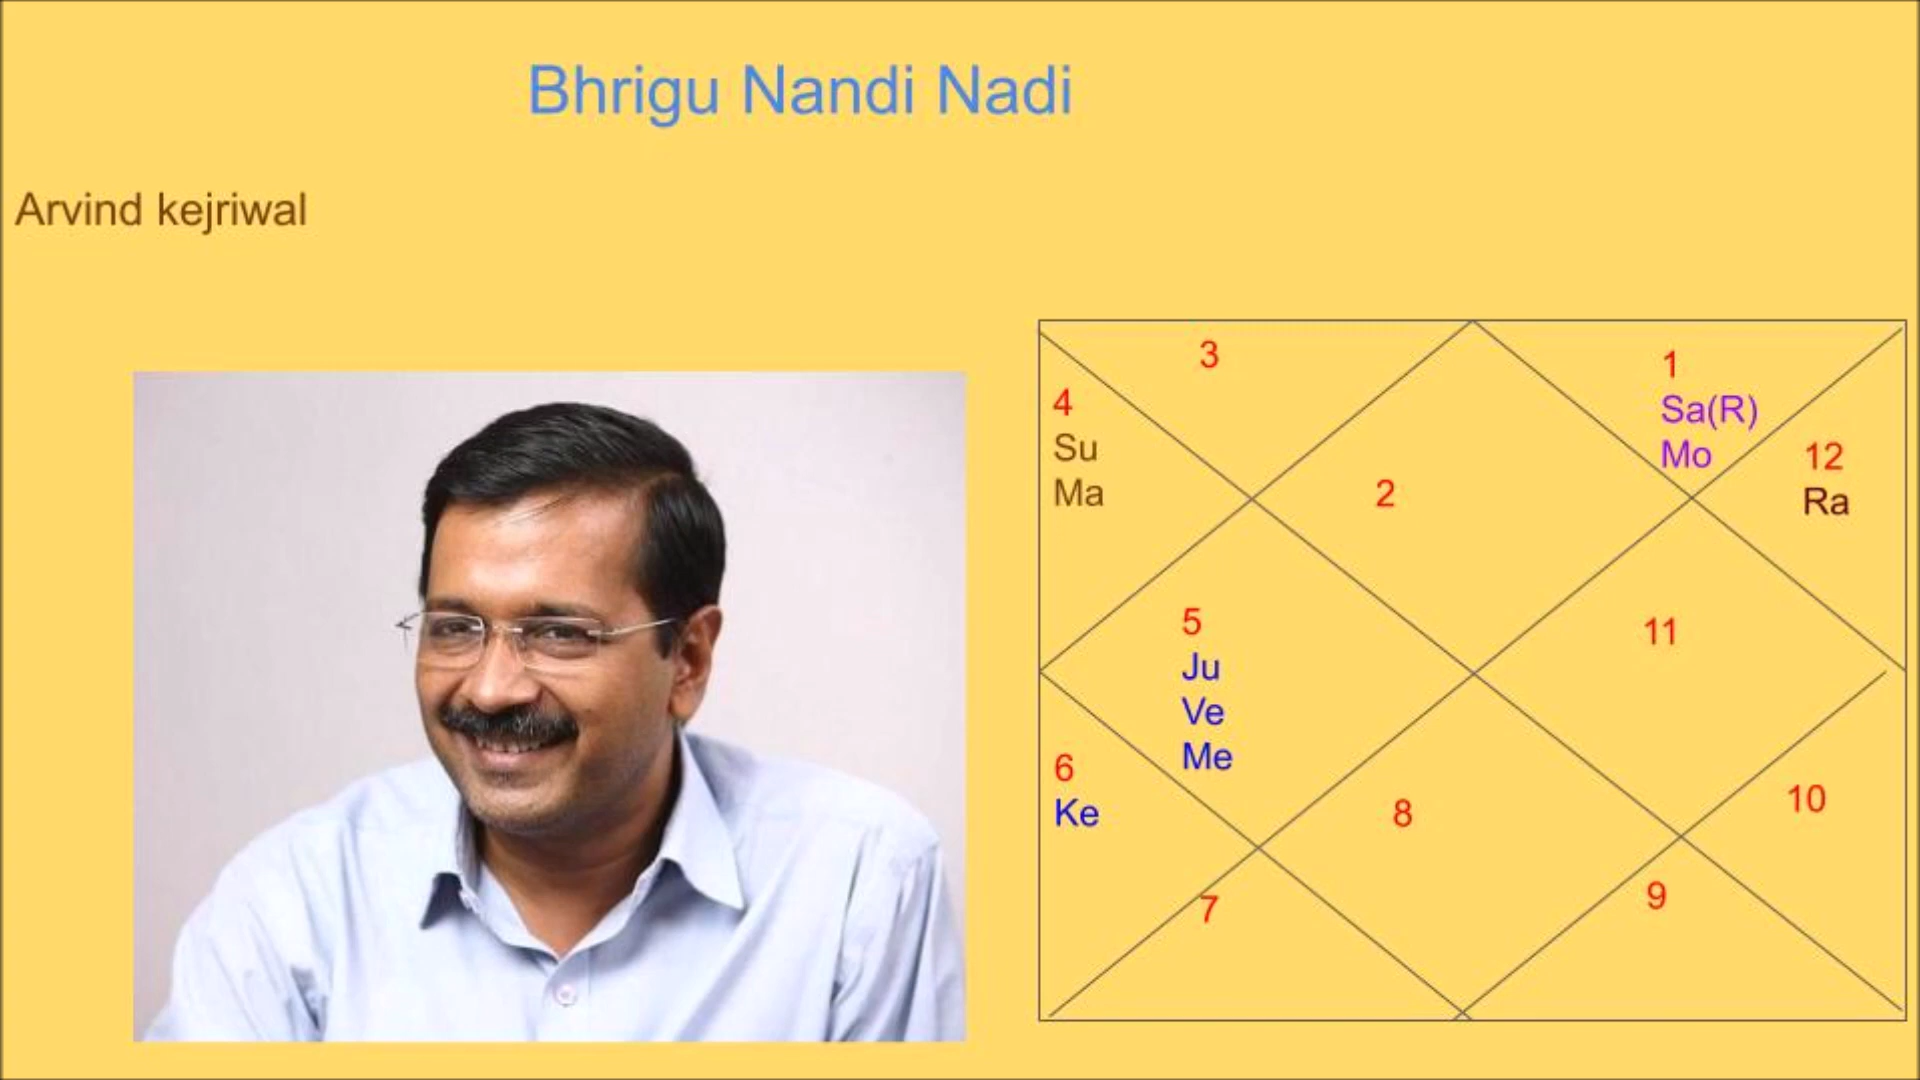 Bhrigu Nandi Nadi
Arvind kejriwal
3
1
Sa(R)
Mo
4
Su
Ma
12
Ra
2
5
Ju
Ve
Me
11
6
Ke
8
10
7
9